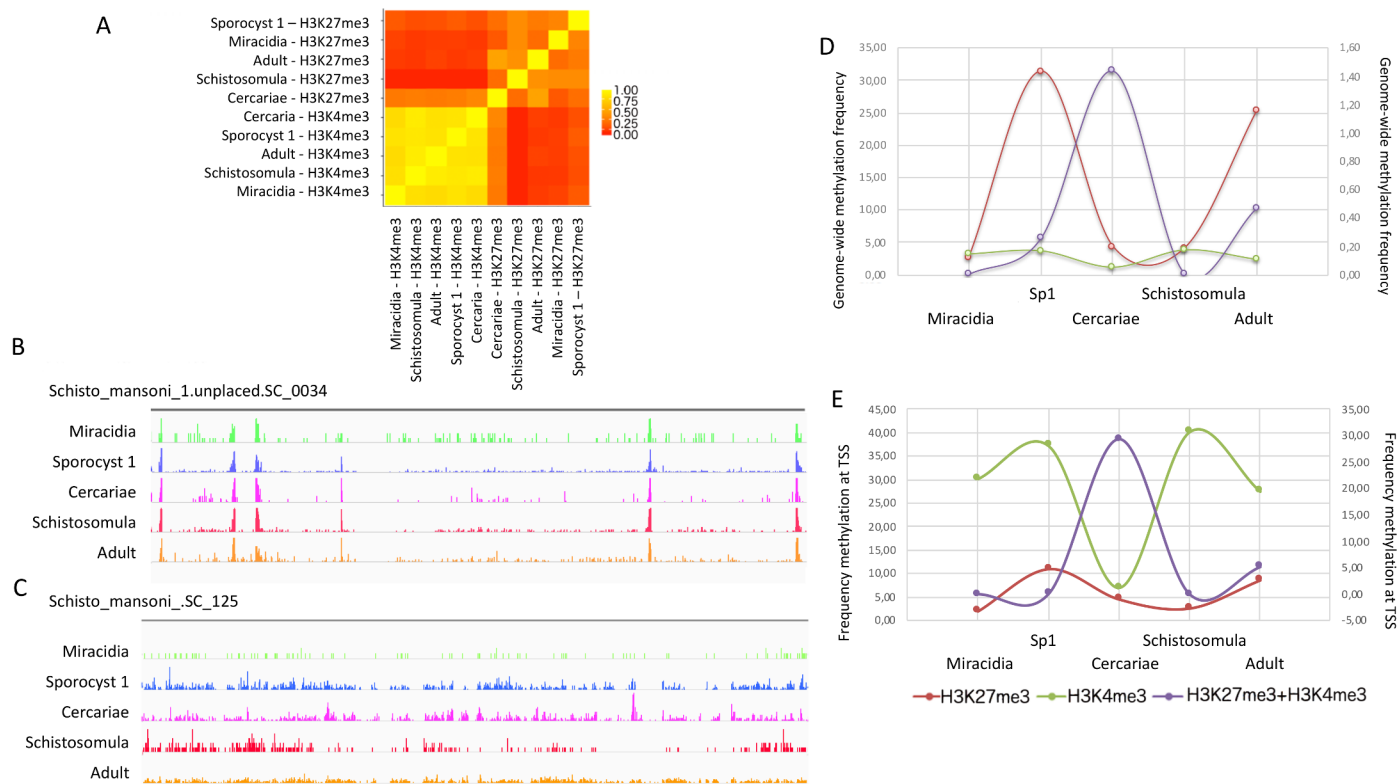 A
Sporocyst 1 – H3K27me3
Miracidia - H3K27me3
Adult - H3K27me3
Schistosomula - H3K27me3
Cercariae - H3K27me3
Cercaria - H3K4me3
Sporocyst 1 - H3K4me3
Adult - H3K4me3
Schistosomula - H3K4me3
Miracidia - H3K4me3
1.00
0.75
0.50
0.25
0.00
Miracidia - H3K4me3
Schistosomula - H3K4me3
Adult - H3K4me3
Sporocyst 1 - H3K4me3
Cercaria - H3K4me3
Cercariae - H3K27me3
Schistosomula - H3K27me3
Adult - H3K27me3
Miracidia - H3K27me3
Sporocyst 1 – H3K27me3
B
Schisto_mansoni_1.unplaced.SC_0034
Miracidia
Sporocyst 1
Cercariae
Schistosomula
Adult
C
Schisto_mansoni_.SC_125
Miracidia
Sporocyst 1
Cercariae
Schistosomula
Adult
D
Genome-wide methylation frequency
35,00
30,00
25,00
20,00
15,00
10,00
5,00
0,00
1,60
1,40
1,20
1,00
0,80
0,60
0,40
0,20
0,00
Genome-wide methylation frequency
Sp1 Schistosomula
Miracidia Cercariae Adult
E
Frequency methylation at TSS
45,00
40,00
35,00
30,00
25,00
20,00
15,00
10,00
5,00
0,00
35,00
30,00
25,00
20,00
15,00
10,00
5,00
0,00
-5,00
Frequency methylation at TSS
Sp1 Schistosomula
Miracidia Cercariae Adult
H3K27me3 H3K4me3 H3K27me3+H3K4me3